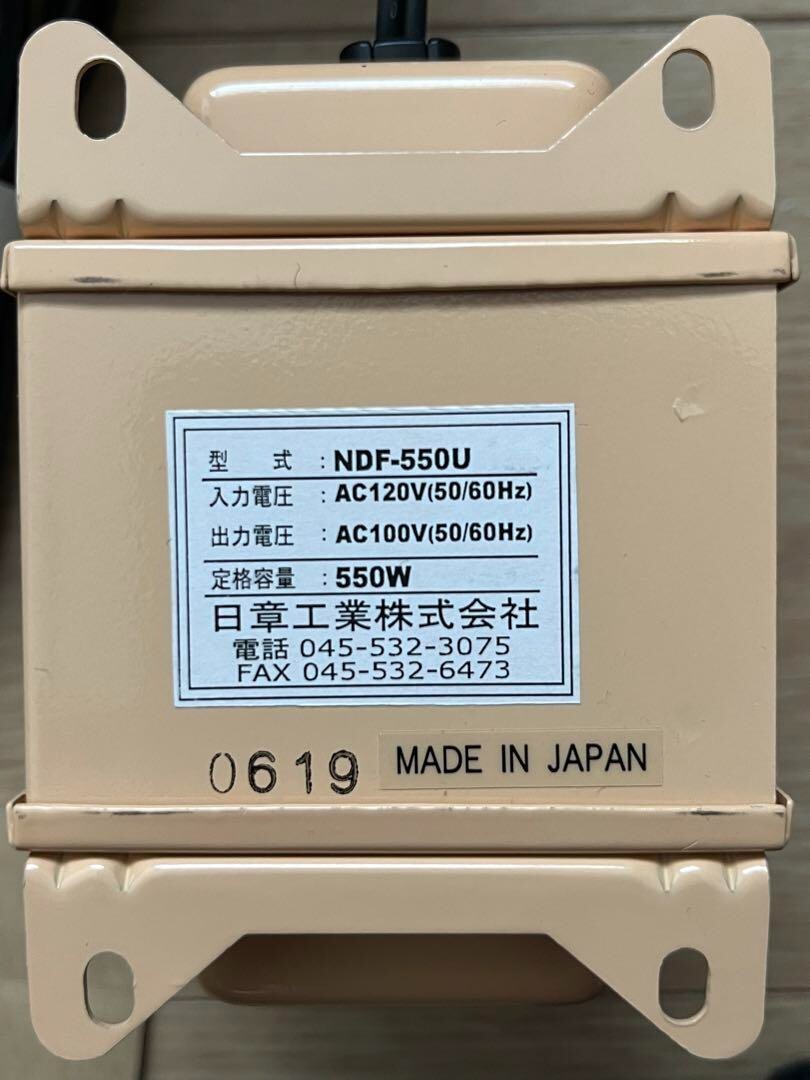 型　式 : NDF-550U
入力電圧 : AC120V(50/60Hz)
出力電圧 : AC100V(50/60Hz)
定格容量 : 550W
日章工業株式会社
電話 045-532-3075
FAX 045-532-6473
0619 MADE IN JAPAN